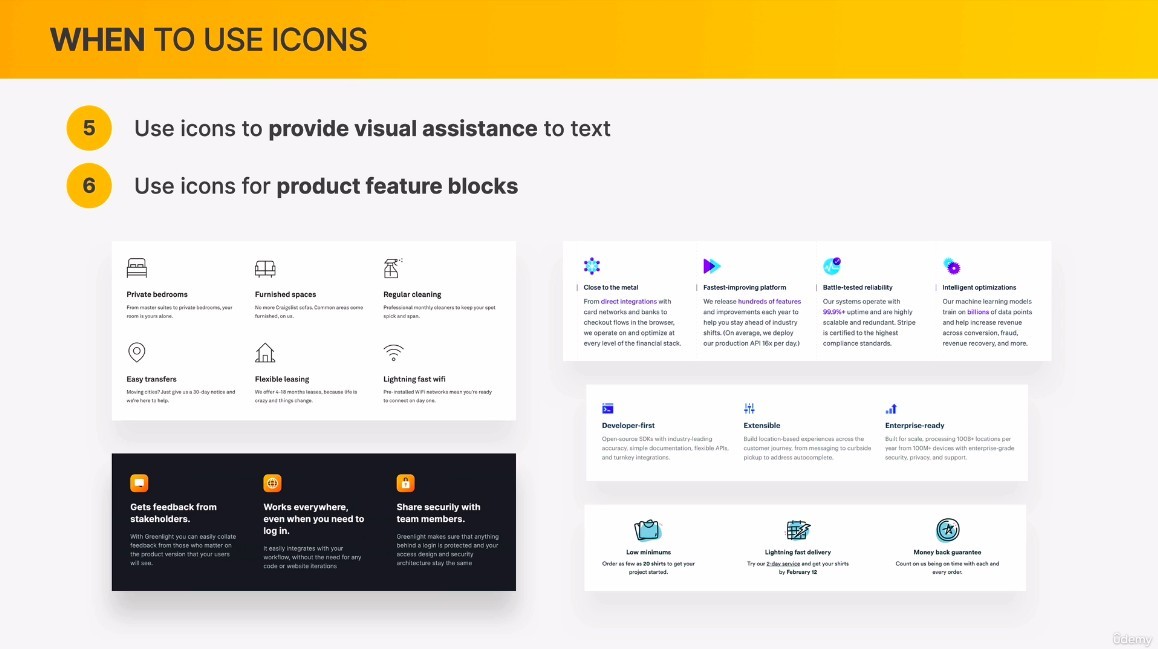 WHEN TO USE ICONS
5
Use icons to provide visual assistance to text
6
Use icons for product feature blocks
Private bedrooms
From master suites to private bedrooms, your
room is yours alone.
Furnished spaces
No more Craigslist sofas. Common areas come
furnished, on us.
Regular cleaning
Professional monthly cleaners to keep your spot
spick and span.
Easy transfers
Moving cities? Just give us a 30-day notice and
we're here to help.
Flexible leasing
We offer 4-18 months leases, because life is
crazy and things change.
Lightning fast wifi
Pre-installed WiFi networks mean you're ready
to connect on day one.
Gets feedback from
stakeholders.
With Greenlight you can easily collate
feedback from those who matter on
the product version that your users
will see.
Works everywhere,
even when you need to
log in.
It easily integrates with your
workflow, without the need for any
code or website iterations
Share securily with
team members.
Greenlight makes sure that anything
behind a login is protected and your
access design and security
architecture stay the same
Close to the metal
From direct integrations with
card networks and banks to
checkout flows in the browser,
we operate on and optimize at
every level of the financial stack.
Fastest-improving platform
We release hundreds of features
and improvements each year to
help you stay ahead of industry
shifts. (On average, we deploy
our production API 16x per day.)
Battle-tested reliability
Our systems operate with
99.9%+ uptime and are highly
scalable and redundant. Stripe
is certified to the highest
compliance standards.
Intelligent optimizations
Our machine learning models
train on billions of data points
and help increase revenue
across conversion, fraud,
revenue recovery, and more.
Developer-first
Open-source SDKs with industry-leading
accuracy, simple documentation, flexible APIs,
and turnkey integrations.
Extensible
Build location-based experiences across the
customer journey, from messaging to curbside
pickup to address autocomplete.
Enterprise-ready
Built for scale, processing 100B+ locations per
year from 100M+ devices with enterprise-grade
security, privacy, and support.
Low minimums
Order as few as 20 shirts to get your
project started.
Lightning fast delivery
Try our 2-day service and get your shirts
by February 12
Money back guarantee
Count on us being on time with each and
every order.
ûdemy